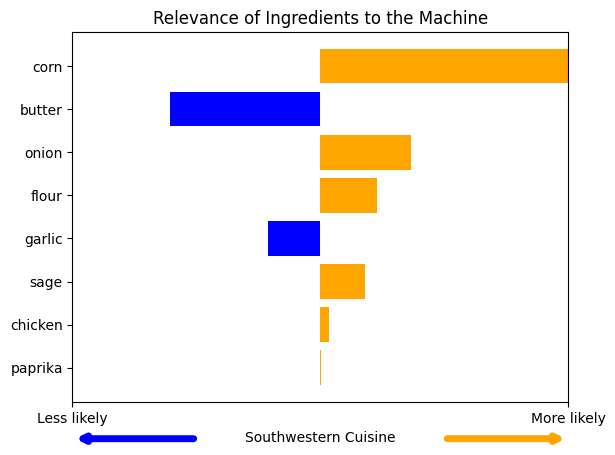 Relevance of Ingredients to the Machine
corn
butter
onion
flour
garlic
sage
chicken
paprika
Less likely
More likely
Southwestern Cuisine